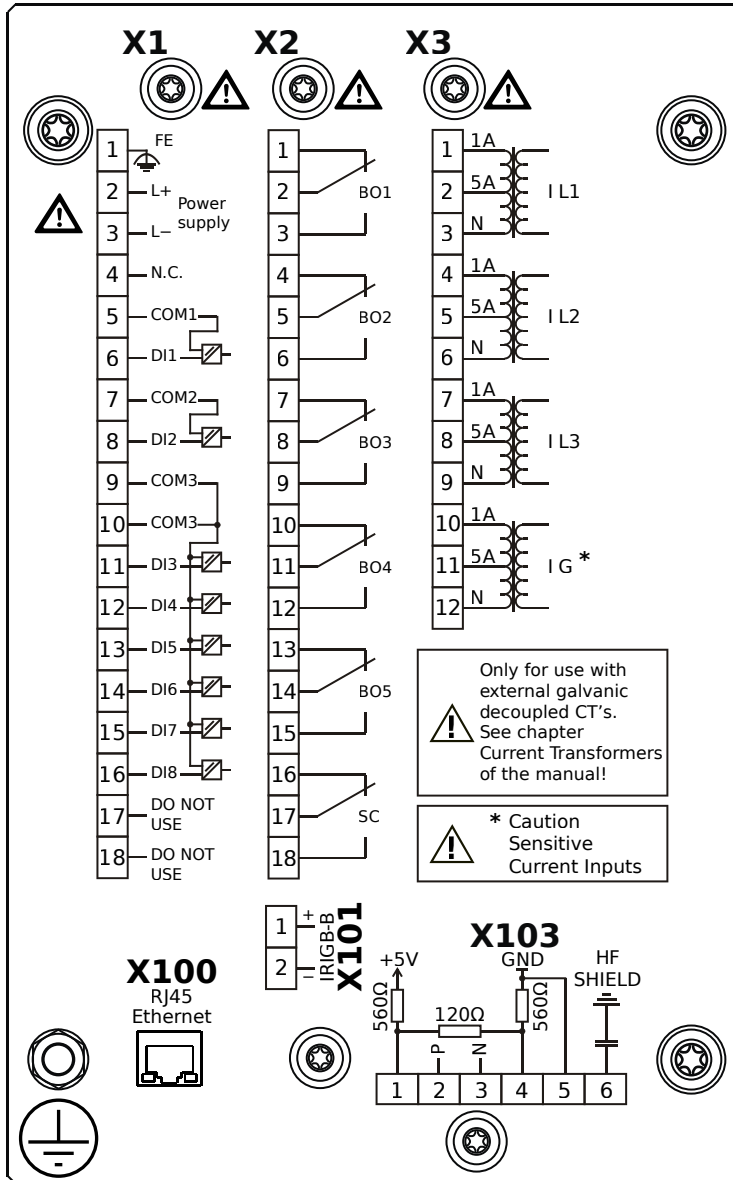 X1
1
FE
2
L+
Power
supply
3
L−
4
N.C.
5
COM1
6
DI1
7
COM2
8
DI2
9
COM3
10
COM3
11
DI3
12
DI4
13
DI5
14
DI6
15
DI7
16
DI8
17
DO NOT
USE
18
DO NOT
USE
X2
1
2
BO1
3
4
5
BO2
6
7
8
BO3
9
10
11
BO4
12
13
14
BO5
15
16
17
SC
18
X3
1
1A
2
5A
I L1
3
N
4
1A
5
5A
I L2
6
N
7
1A
8
5A
I L3
9
N
10
1A
11
5A
I G *
12
N
!
!
!
!
!
Only for use with
external galvanic
decoupled CT's.
See chapter
Current Transformers
of the manual!
!
* Caution
Sensitive
Current Inputs
X100
RJ45
Ethernet
X101
IRIGB-B
1
+
2
−
X103
+5V
GND
HF
SHIELD
560Ω
120Ω
560Ω
P
N
1
2
3
4
5
6